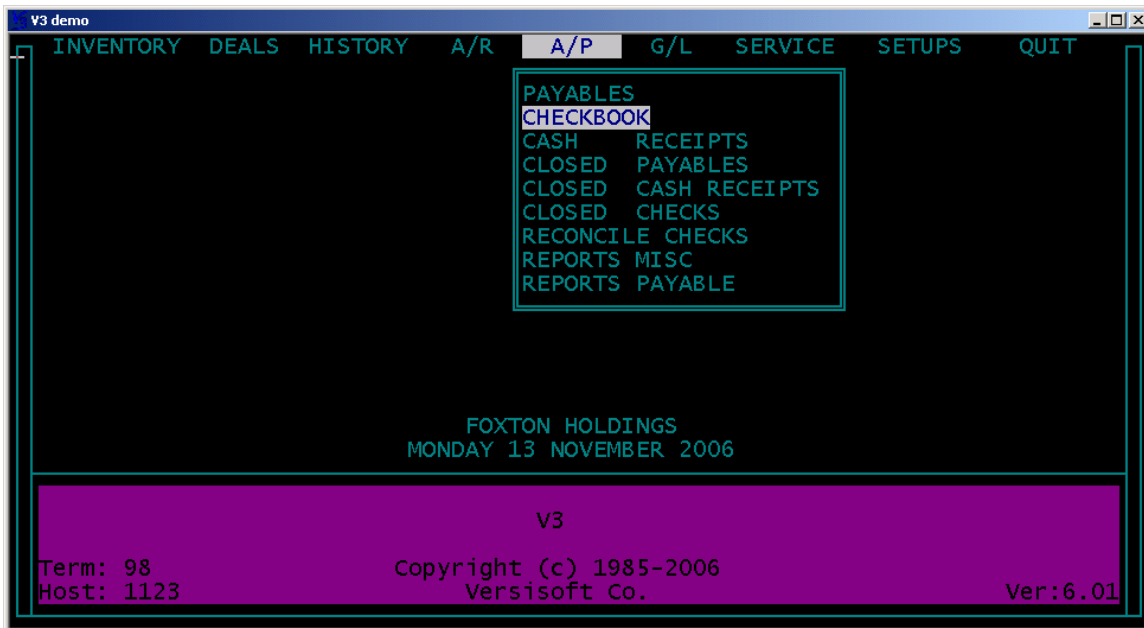 V3 demo
INVENTORY DEALS HISTORY A/R A/P G/L SERVICE SETUPS QUIT
PAYABLES
CHECKBOOK
CASH RECEIPTS
CLOSED PAYABLES
CLOSED CASH RECEIPTS
CLOSED CHECKS
RECONCILE CHECKS
REPORTS MISC
REPORTS PAYABLE
FOXTON HOLDINGS
MONDAY 13 NOVEMBER 2006
V3
Term: 98 Copyright (c) 1985-2006
Host: 1123 Versisoft Co. Ver:6.01